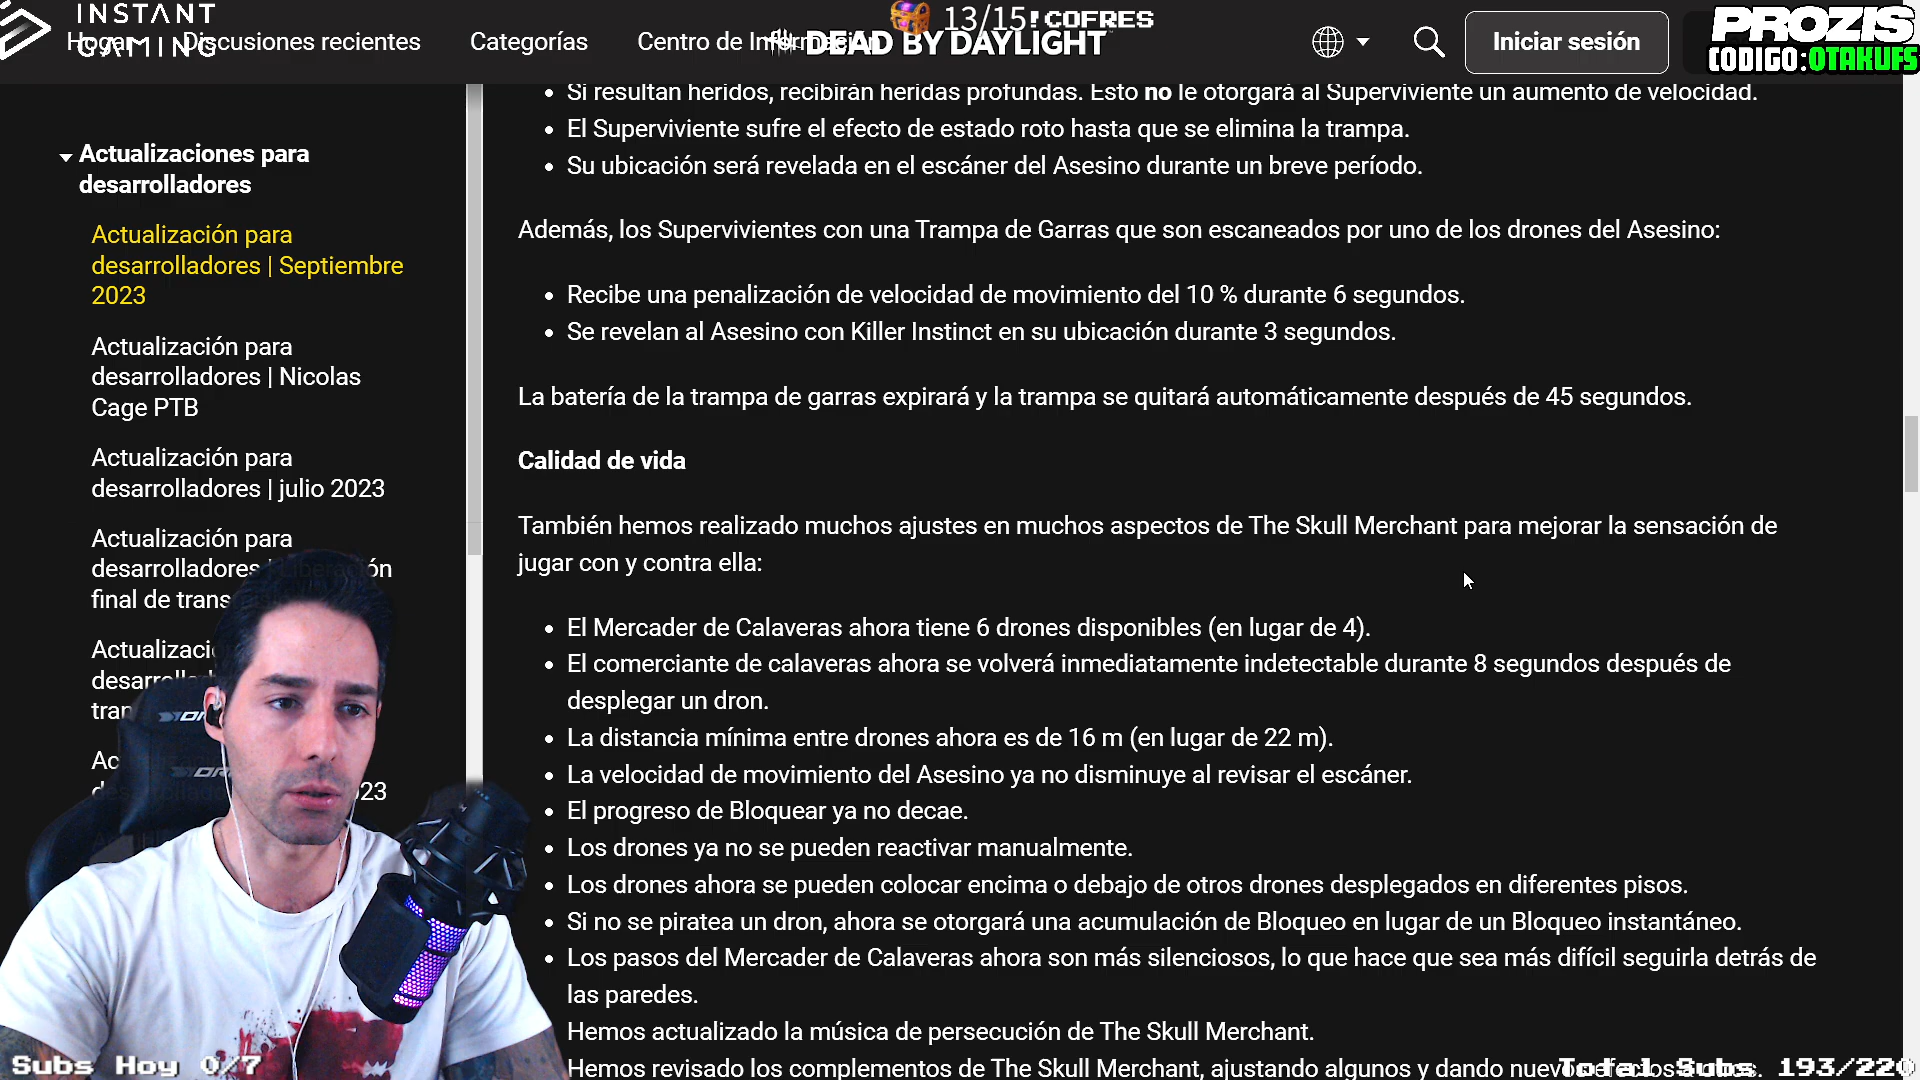 INSTANT
GAMING
Hogar Discusiones recientes Categorías Centro de Información
13/15 !COFRES
DEAD BY DAYLIGHT
Iniciar sesión
PROZIS
CODIGO:OTAKUFS
Actualizaciones para
desarrolladores
Actualización para
desarrolladores | Septiembre
2023
Actualización para
desarrolladores | Nicolas
Cage PTB
Actualización para
desarrolladores | julio 2023
Actualización para
desarrolladores | Liberación
final de trans
Actualizació
desarr
tran
Ac
023
Si resultan heridos, recibirán heridas profundas. Esto no le otorgará al Superviviente un aumento de velocidad.
El Superviviente sufre el efecto de estado roto hasta que se elimina la trampa.
Su ubicación será revelada en el escáner del Asesino durante un breve período.
Además, los Supervivientes con una Trampa de Garras que son escaneados por uno de los drones del Asesino:
Recibe una penalización de velocidad de movimiento del 10 % durante 6 segundos.
Se revelan al Asesino con Killer Instinct en su ubicación durante 3 segundos.
La batería de la trampa de garras expirará y la trampa se quitará automáticamente después de 45 segundos.
Calidad de vida
También hemos realizado muchos ajustes en muchos aspectos de The Skull Merchant para mejorar la sensación de
jugar con y contra ella:
El Mercader de Calaveras ahora tiene 6 drones disponibles (en lugar de 4).
El comerciante de calaveras ahora se volverá inmediatamente indetectable durante 8 segundos después de
desplegar un dron.
La distancia mínima entre drones ahora es de 16 m (en lugar de 22 m).
La velocidad de movimiento del Asesino ya no disminuye al revisar el escáner.
El progreso de Bloquear ya no decae.
Los drones ya no se pueden reactivar manualmente.
Los drones ahora se pueden colocar encima o debajo de otros drones desplegados en diferentes pisos.
Si no se piratea un dron, ahora se otorgará una acumulación de Bloqueo en lugar de un Bloqueo instantáneo.
Los pasos del Mercader de Calaveras ahora son más silenciosos, lo que hace que sea más difícil seguirla detrás de
las paredes.
Hemos actualizado la música de persecución de The Skull Merchant.
Hemos revisado los complementos de The Skull Merchant, ajustando algunos y dando nuevos efectos a otros.
Subs Hoy 0/7
Total Subs 193/220